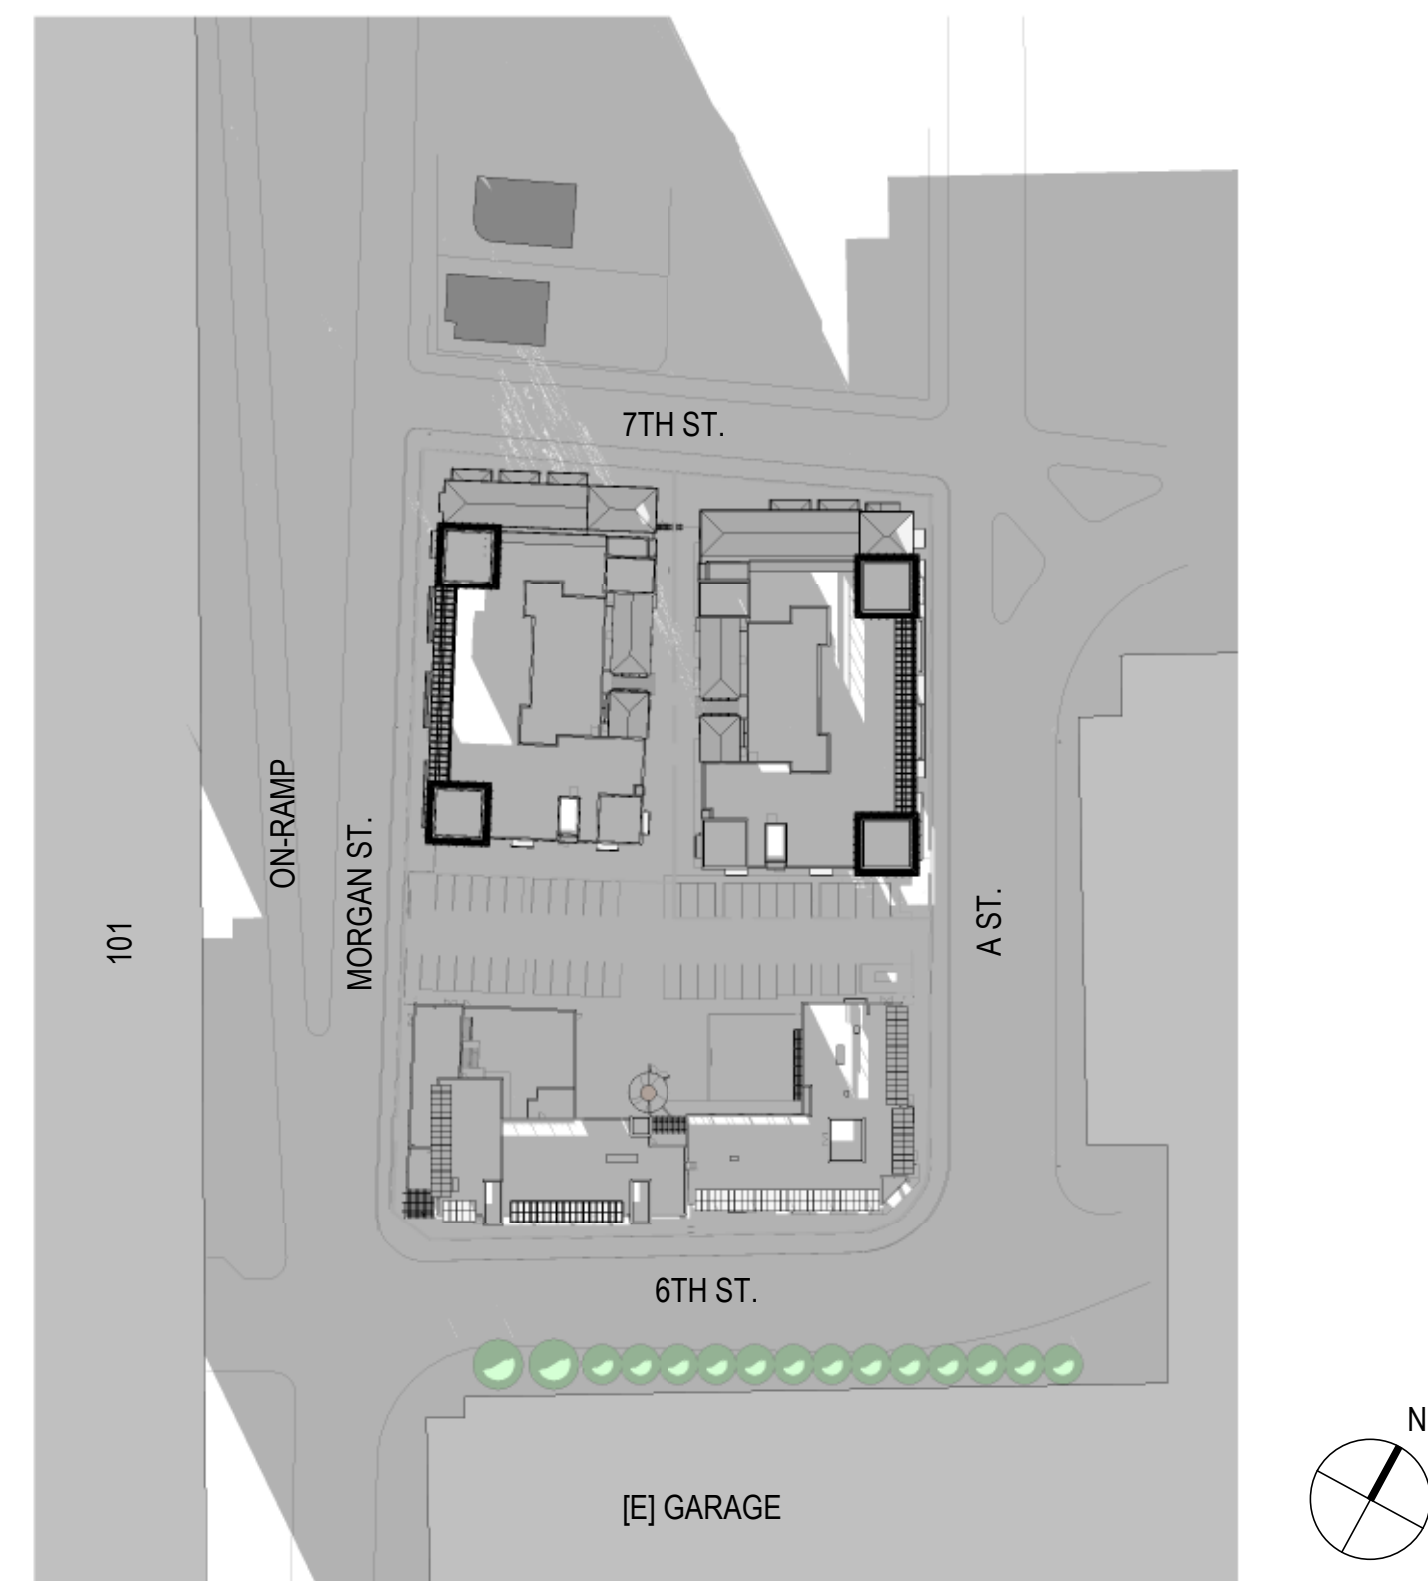 7TH ST.
ON-RAMP
MORGAN ST.
101
A ST.
6TH ST.
N
[E] GARAGE